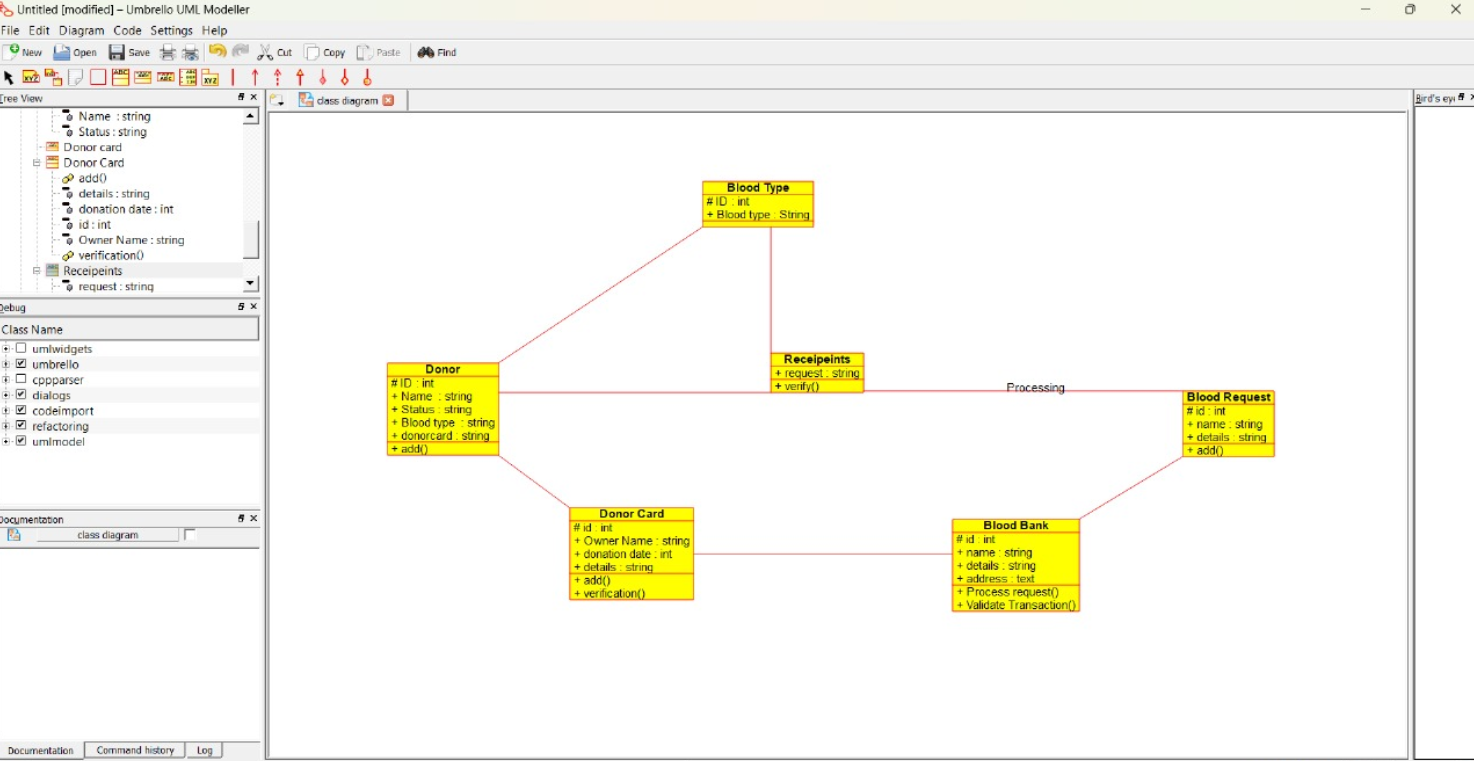 Untitled [modified] – Umbrello UML Modeller
File Edit Diagram Code Settings Help
New Open Save Cut Copy Paste Find
Tree View
class diagram
Bird's eye
Name : string
Status : string
Donor card
Donor Card
add()
details : string
donation date : int
id : int
Owner Name : string
verification()
Receipeints
request : string
Debug
Class Name
umlwidgets
umbrello
cppparser
dialogs
codeimport
refactoring
umlmodel
Documentation
class diagram
Documentation Command history Log
Blood Type
# ID : int
+ Blood type : String
Receipeints
+ request : string
+ verify()
Processing
Donor
# ID : int
+ Name : string
+ Status : string
+ Blood type : string
+ donorcard : string
+ add()
Blood Request
# id : int
+ name : string
+ details : string
+ add()
Donor Card
# id : int
+ Owner Name : string
+ donation date : int
+ details : string
+ add()
+ verification()
Blood Bank
# id : int
+ name : string
+ details : string
+ address : text
+ Process request()
+ Validate Transaction()